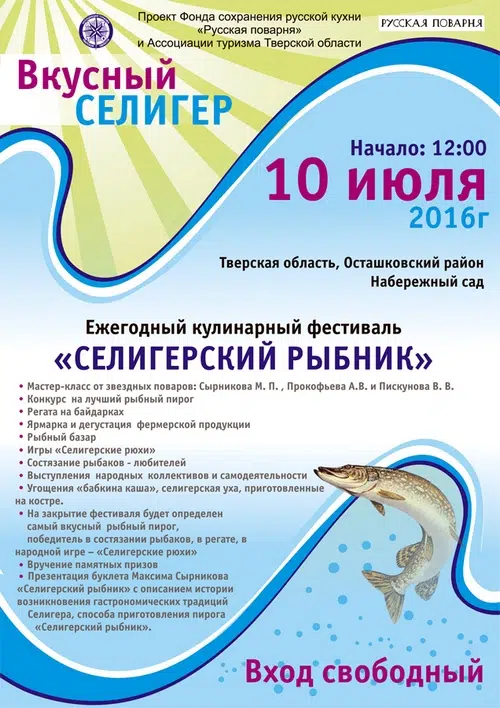 Проект Фонда сохранения русской кухни
«Русская поварня»
и Ассоциации туризма Тверской области
РУССКАЯ ПОВАРНЯ
Вкусный
СЕЛИГЕР
Начало: 12:00
10 июля
2016г
Тверская область, Осташковский район
Набережный сад
Ежегодный кулинарный фестиваль
«СЕЛИГЕРСКИЙ РЫБНИК»
• Мастер-класс от звездных поваров: Сырникова М. П. , Прокофьева А.В. и Пискунова В. В.
• Конкурс на лучший рыбный пирог
• Регата на байдарках
• Ярмарка и дегустация фермерской продукции
• Рыбный базар
• Игры «Селигерские рюхи»
• Состязание рыбаков - любителей
• Выступления народных коллективов и самодеятельности
• Угощения «бабкина каша», селигерская уха, приготовленные
на костре.
• На закрытие фестиваля будет определен
самый вкусный рыбный пирог,
победитель в состязании рыбаков, в регате, в
народной игре – «Селигерские рюхи»
• Вручение памятных призов
• Презентация буклета Максима Сырникова
«Селигерский рыбник» с описанием истории
возникновения гастрономических традиций
Селигера, способа приготовления пирога
«Селигерский рыбник».
Вход свободный